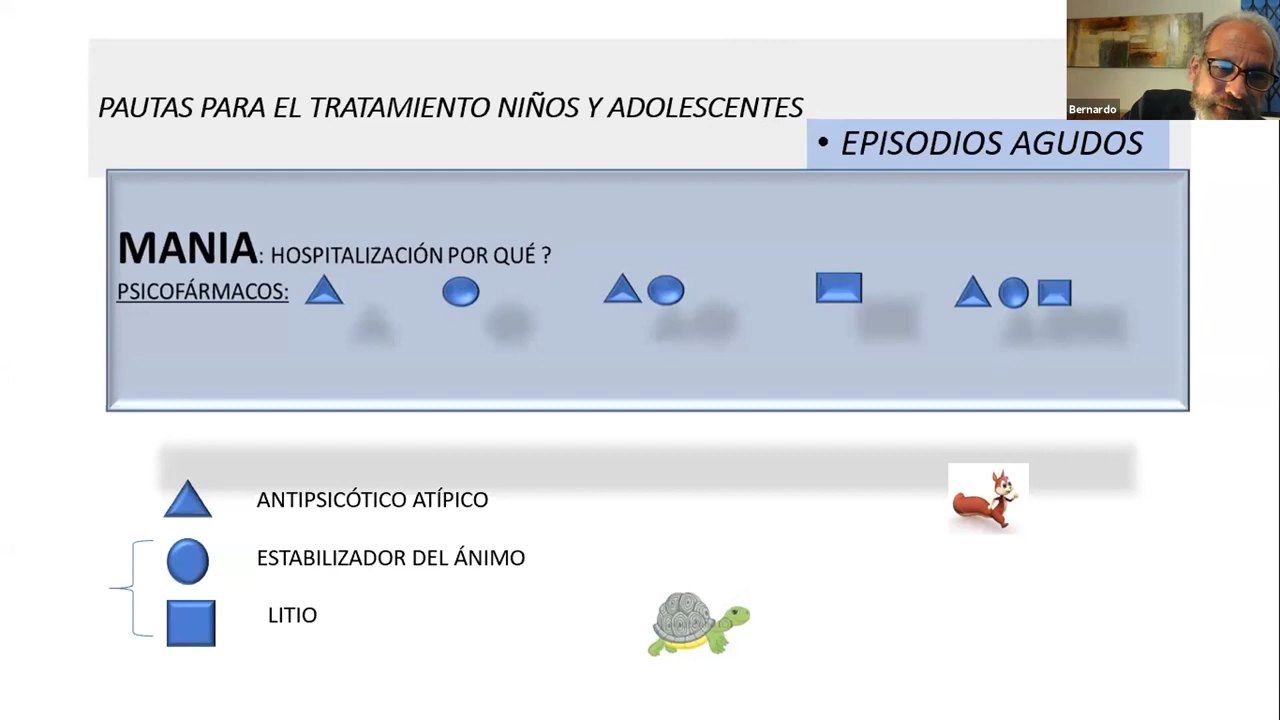 Bernardo
PAUTAS PARA EL TRATAMIENTO NIÑOS Y ADOLESCENTES
• EPISODIOS AGUDOS
MANIA: HOSPITALIZACIÓN POR QUÉ ?
PSICOFÁRMACOS:
ANTIPSICÓTICO ATÍPICO
ESTABILIZADOR DEL ÁNIMO
LITIO